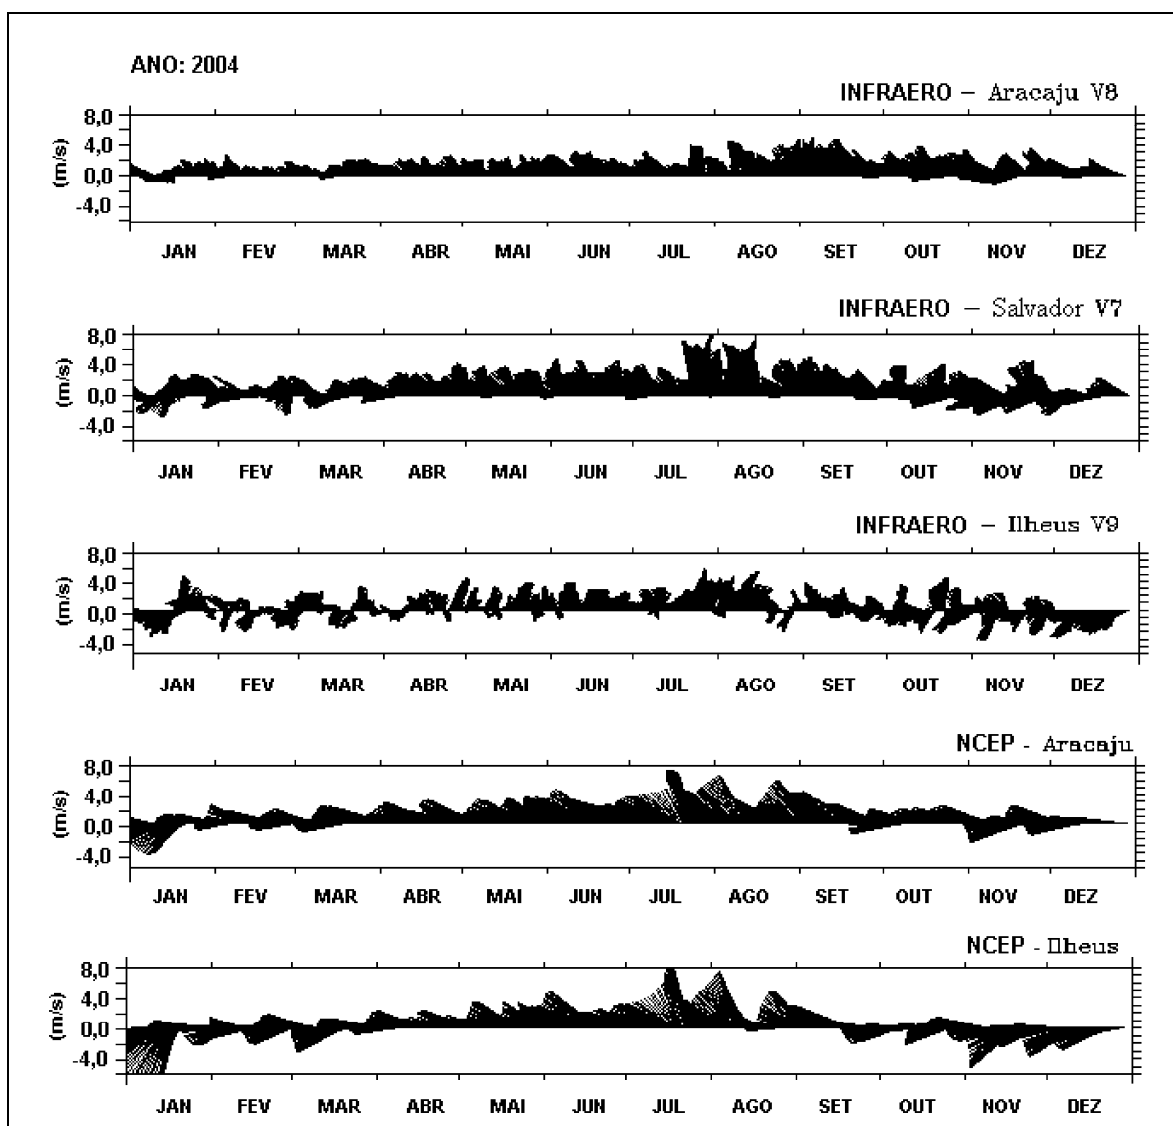 ANO: 2004
INFRAERO – Aracaju V8
8,0
4,0
0,0
-4,0
(m/s)
JAN FEV MAR ABR MAI JUN JUL AGO SET OUT NOV DEZ
INFRAERO – Salvador V7
8,0
4,0
0,0
-4,0
(m/s)
JAN FEV MAR ABR MAI JUN JUL AGO SET OUT NOV DEZ
INFRAERO – Ilheus V9
8,0
4,0
0,0
-4,0
(m/s)
JAN FEV MAR ABR MAI JUN JUL AGO SET OUT NOV DEZ
NCEP - Aracaju
8,0
4,0
0,0
-4,0
(m/s)
JAN FEV MAR ABR MAI JUN JUL AGO SET OUT NOV DEZ
NCEP - Ilheus
8,0
4,0
0,0
-4,0
(m/s)
JAN FEV MAR ABR MAI JUN JUL AGO SET OUT NOV DEZ